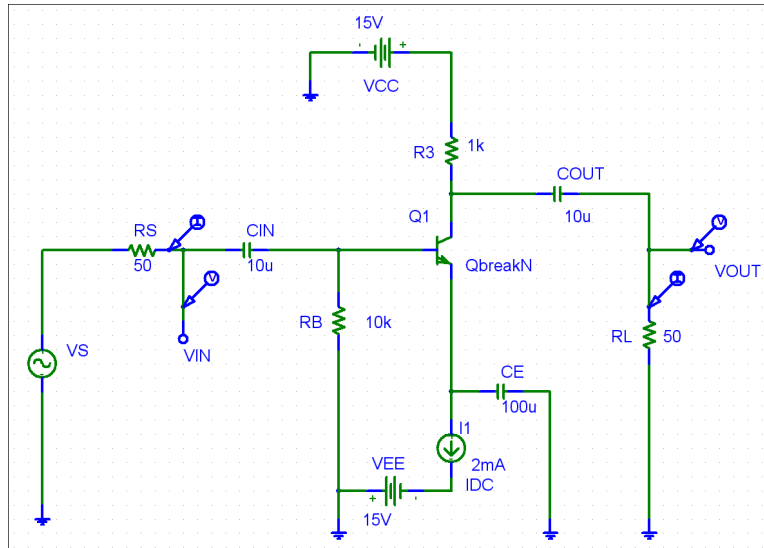 15V
- +
VCC
R3 1k
COUT
10u
Q1
QbreakN
RS
50
CIN
10u
I
V
VIN
V
VOUT
I
RB 10k
RL 50
VS
CE
100u
I1
2mA
IDC
VEE
+ -
15V